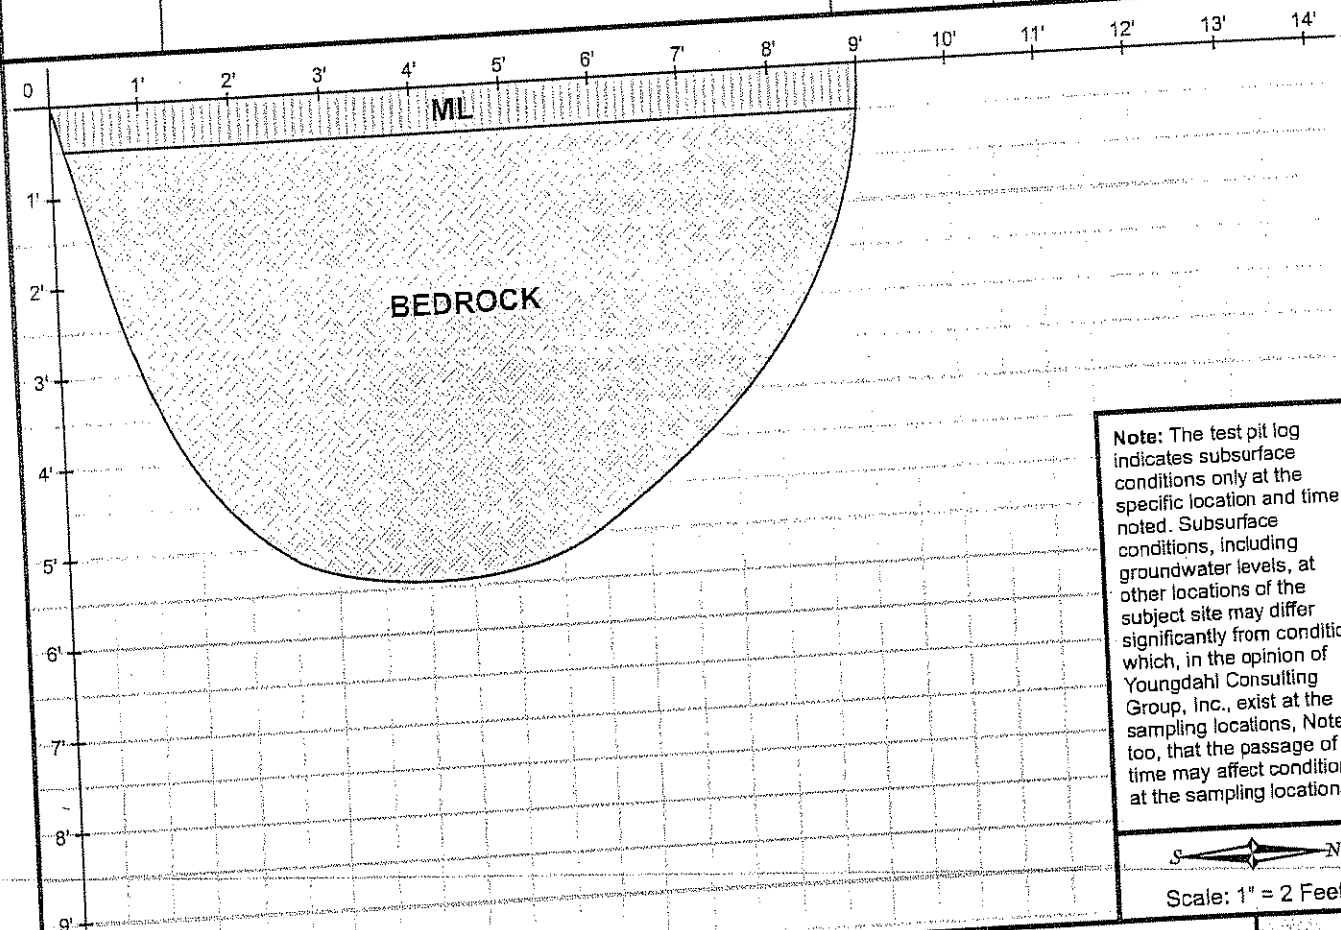 0 1' 2' 3' 4' 5' 6' 7' 8' 9' 10' 11' 12' 13' 14'
ML
1'
2'
BEDROCK
3'
4'
5'
6'
7'
8'
9'
Note: The test pit log
indicates subsurface
conditions only at the
specific location and time
noted. Subsurface
conditions, including
groundwater levels, at
other locations of the
subject site may differ
significantly from conditio
which, in the opinion of
Youngdahl Consulting
Group, Inc., exist at the
sampling locations, Note
too, that the passage of
time may affect condition
at the sampling location
S N
Scale: 1" = 2 Feet